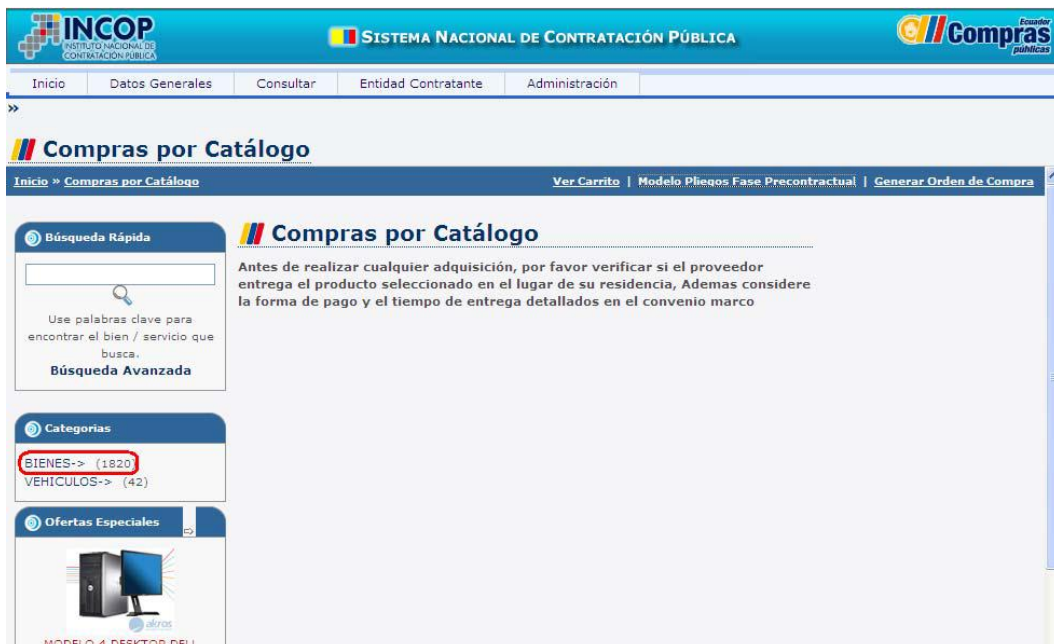 INCOP
INSTITUTO NACIONAL DE
CONTRATACIÓN PÚBLICA
SISTEMA NACIONAL DE CONTRATACIÓN PÚBLICA
Ecuador
Compras
públicas
Inicio Datos Generales Consultar Entidad Contratante Administración
»
Compras por Catálogo
Inicio » Compras por Catálogo
Ver Carrito | Modelo Pliegos Fase Precontractual | Generar Orden de Compra
Búsqueda Rápida
Use palabras clave para
encontrar el bien / servicio que
busca.
Búsqueda Avanzada
Categorias
BIENES-> (1820)
VEHICULOS-> (42)
Ofertas Especiales
akros
MODELO 4 DESKTOP DELL
Compras por Catálogo
Antes de realizar cualquier adquisición, por favor verificar si el proveedor
entrega el producto seleccionado en el lugar de su residencia, Ademas considere
la forma de pago y el tiempo de entrega detallados en el convenio marco